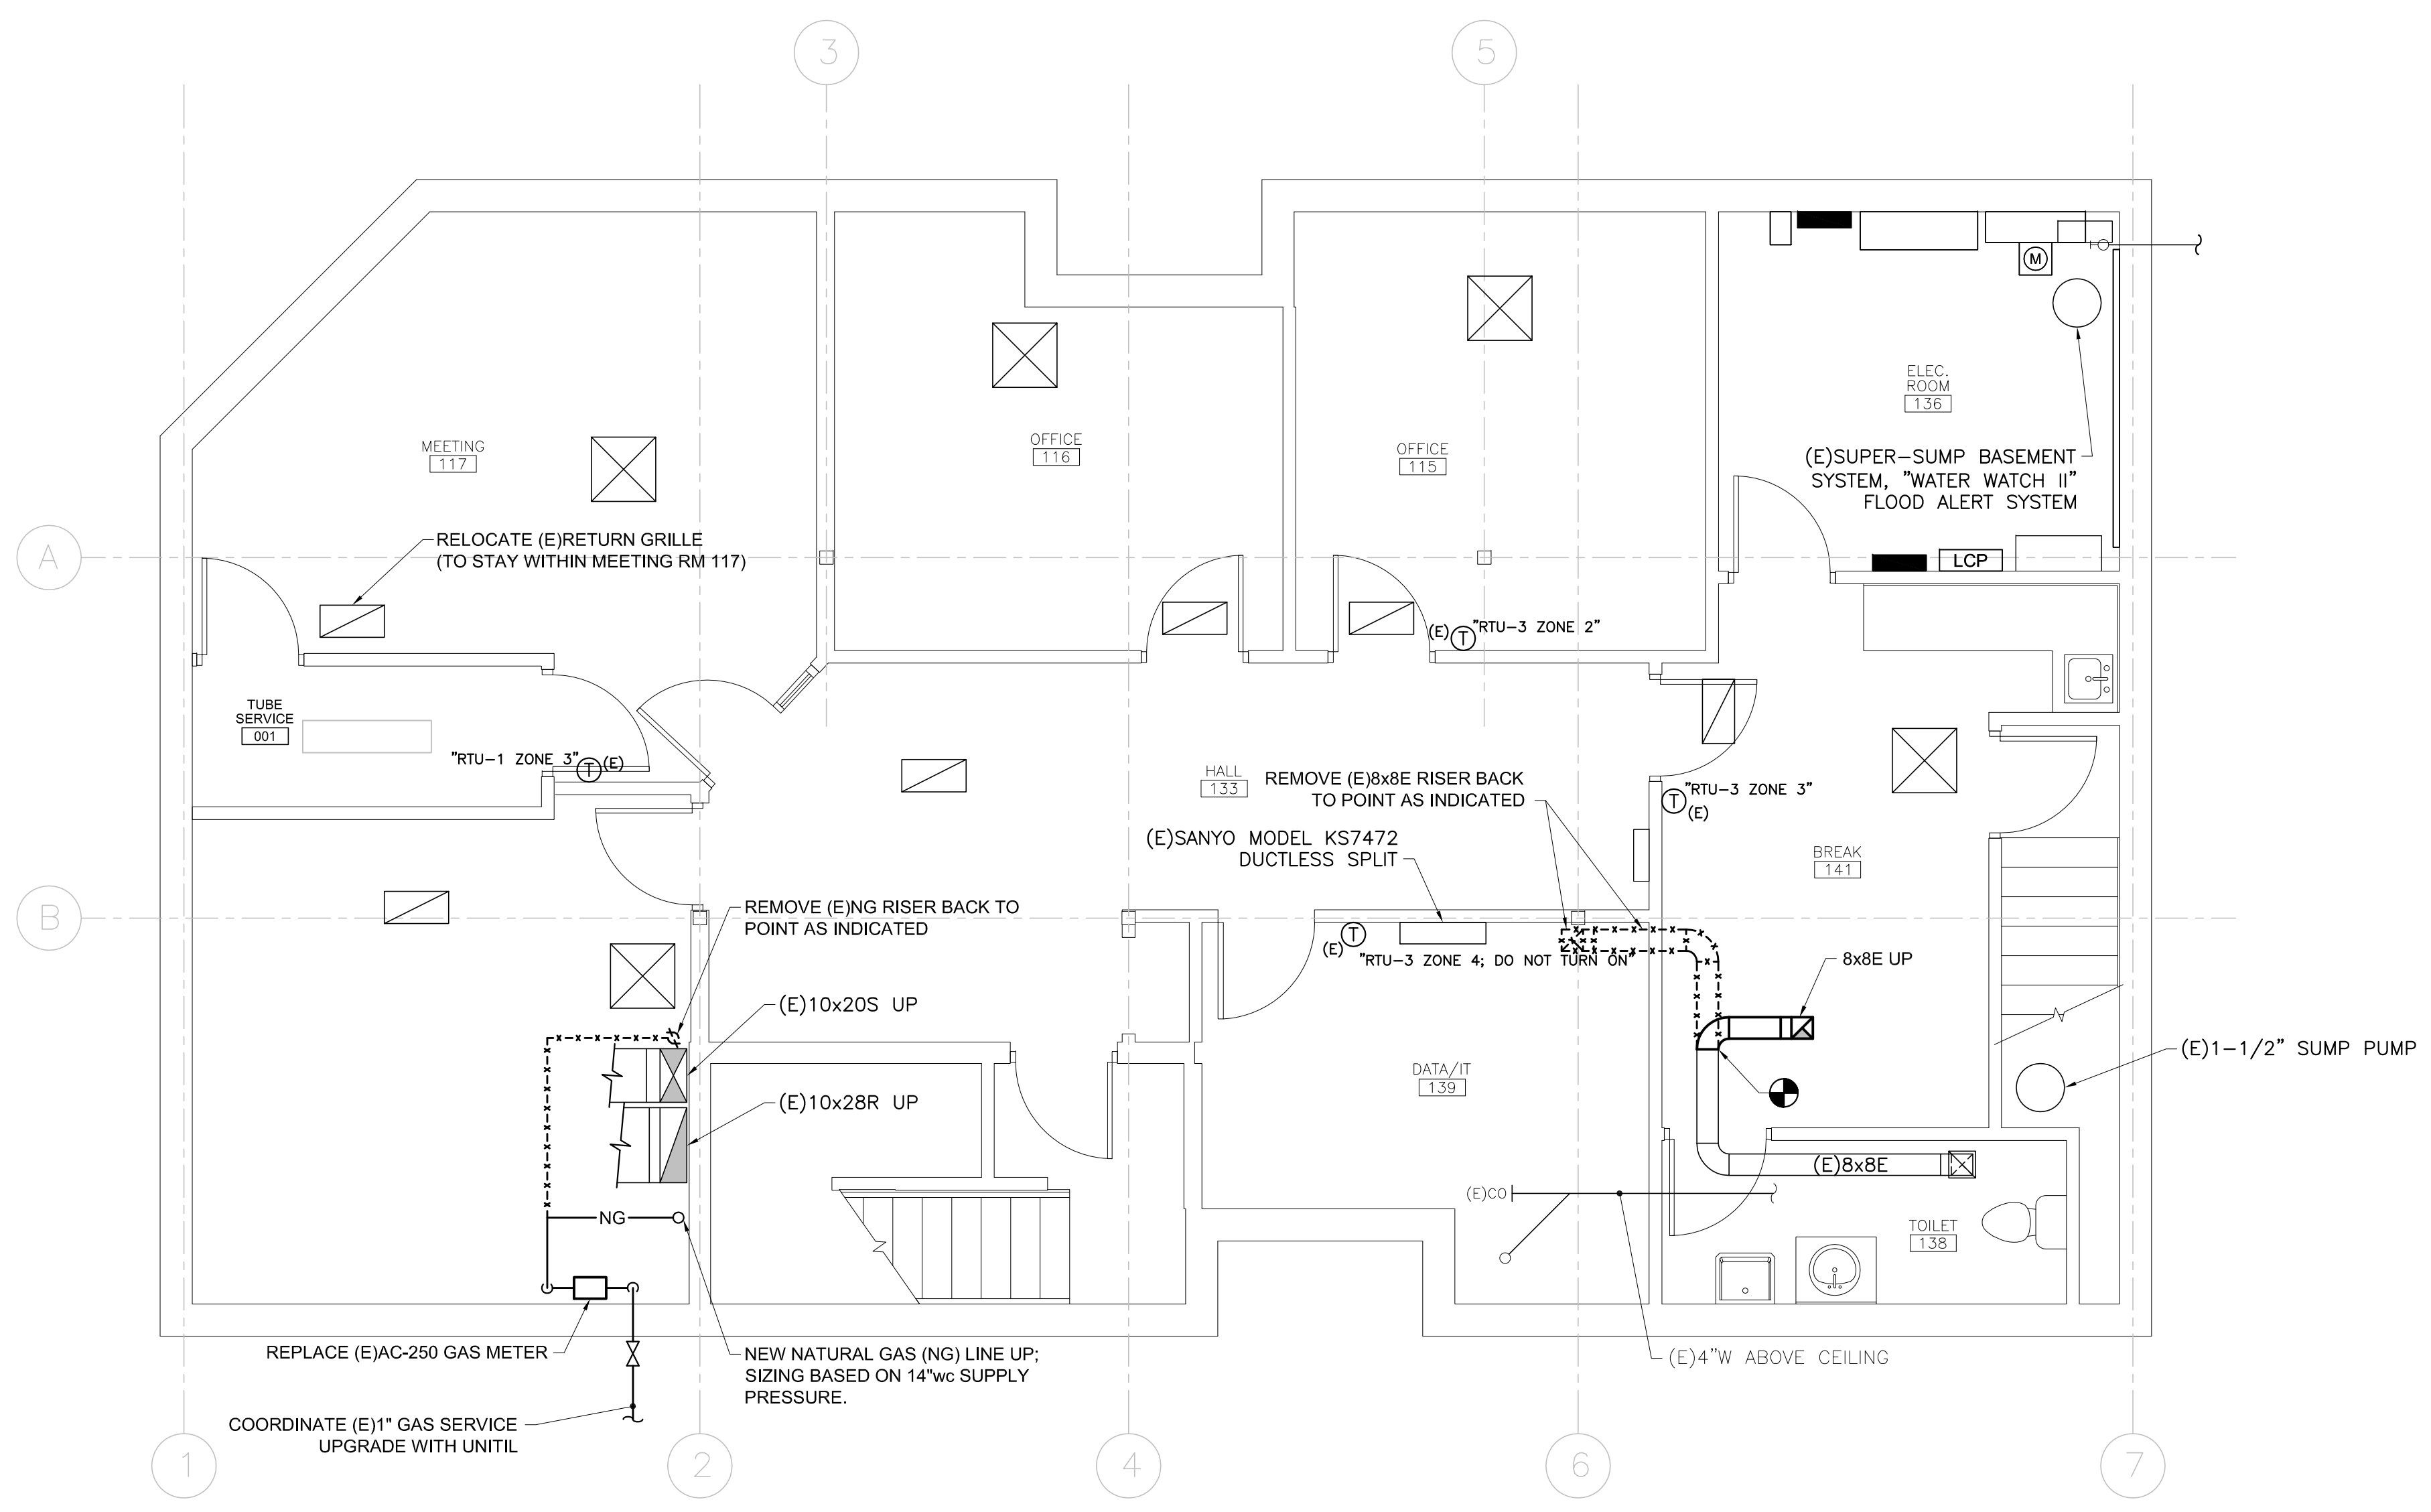 3
5
MEETING
117
OFFICE
116
OFFICE
115
ELEC.
ROOM
136
M
(E)SUPER-SUMP BASEMENT
SYSTEM, "WATER WATCH II"
FLOOD ALERT SYSTEM
A
RELOCATE (E)RETURN GRILLE
(TO STAY WITHIN MEETING RM 117)
LCP
(E) T "RTU-3 ZONE 2"
TUBE
SERVICE
001
"RTU-1 ZONE 3" T (E)
HALL
133
REMOVE (E)8x8E RISER BACK
TO POINT AS INDICATED
T "RTU-3 ZONE 3"
(E)
(E)SANYO MODEL KS7472
DUCTLESS SPLIT
BREAK
141
B
REMOVE (E)NG RISER BACK TO
POINT AS INDICATED
(E) T
"RTU-3 ZONE 4; DO NOT TURN ON"
8x8E UP
(E)10x20S UP
(E)1-1/2" SUMP PUMP
DATA/IT
139
(E)10x28R UP
(E)8x8E
(E)CO
NG
TOILET
138
REPLACE (E)AC-250 GAS METER
NEW NATURAL GAS (NG) LINE UP;
SIZING BASED ON 14"wc SUPPLY
PRESSURE.
(E)4"W ABOVE CEILING
COORDINATE (E)1" GAS SERVICE
UPGRADE WITH UNITIL
1
2
4
6
7